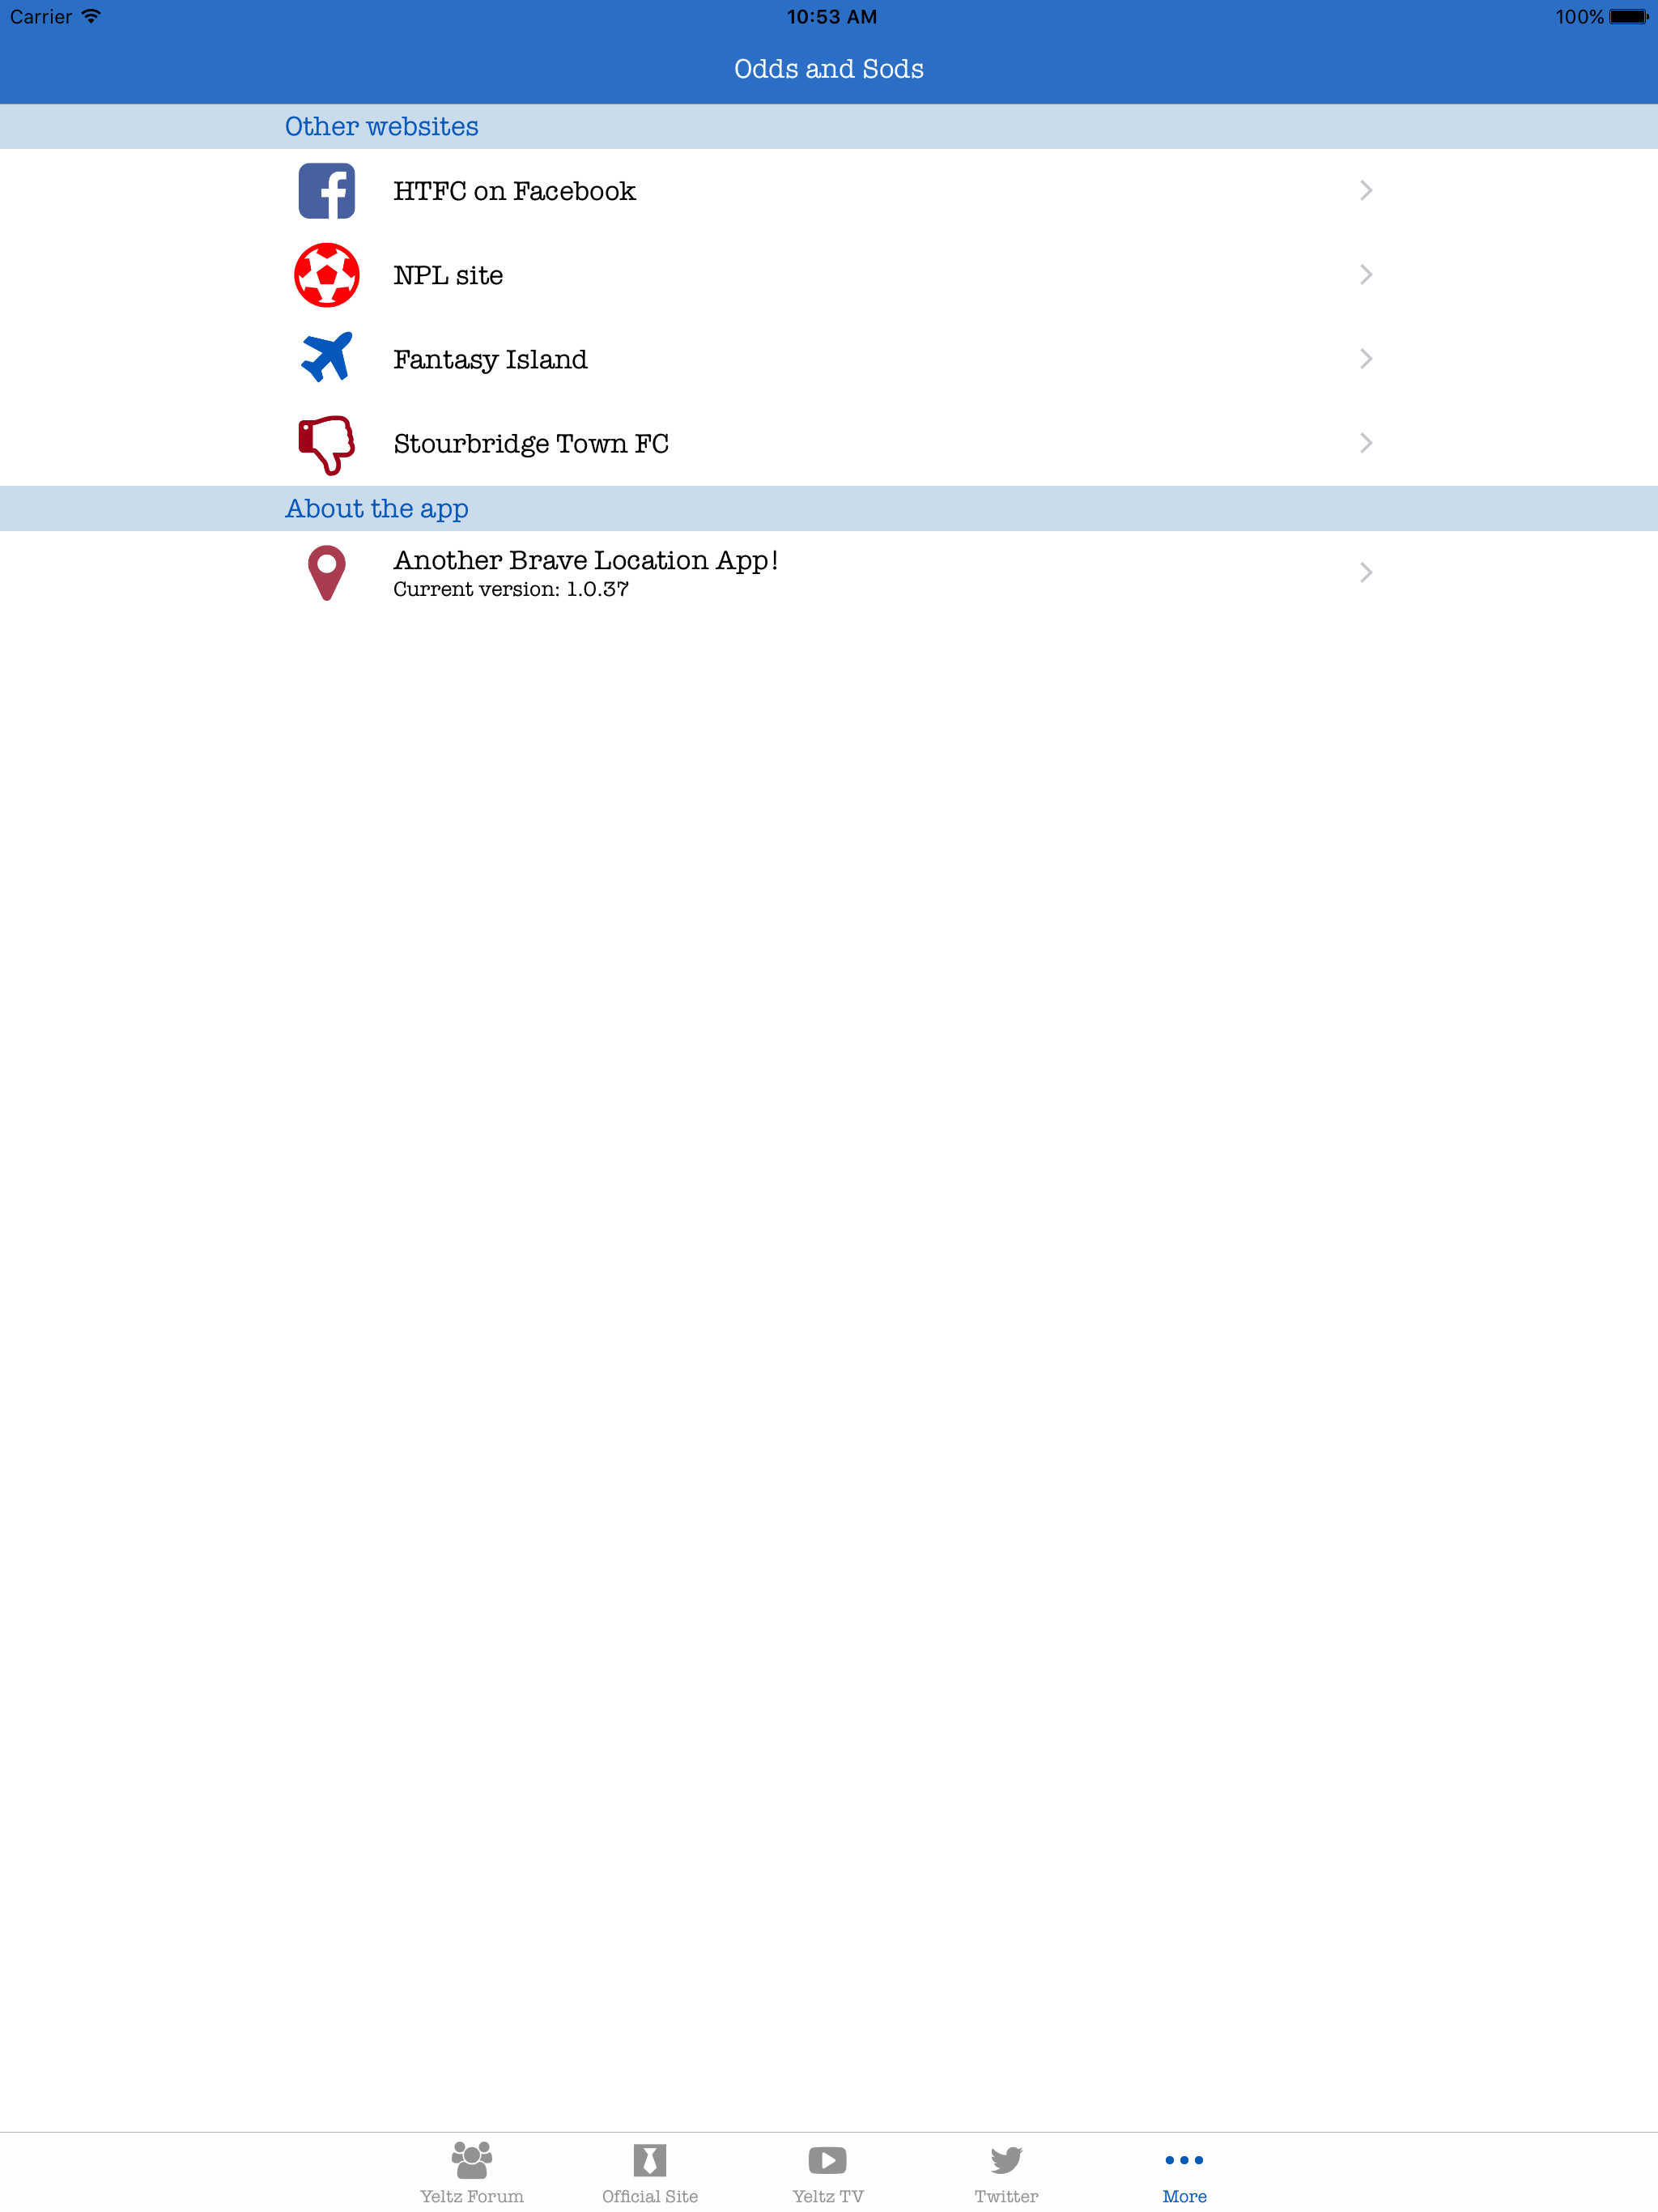 Carrier 10:53 AM 100%
Odds and Sods
Other websites
HTFC on Facebook
NPL site
Fantasy Island
Stourbridge Town FC
About the app
Another Brave Location App!
Current version: 1.0.37
Yeltz Forum Official Site Yeltz TV Twitter More